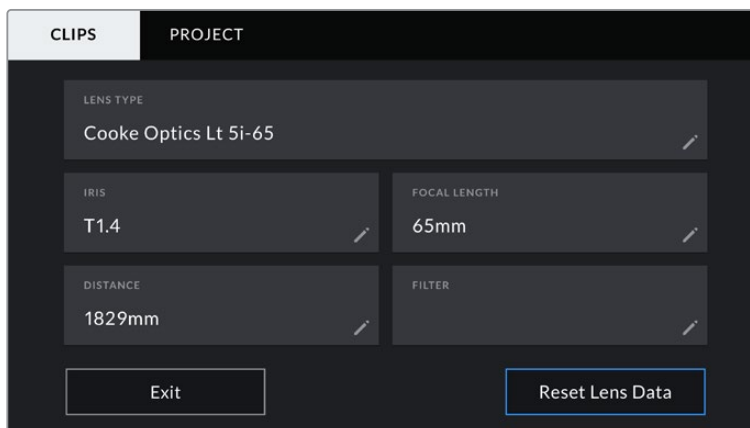 CLIPS PROJECT
LENS TYPE
Cooke Optics Lt 5i-65
IRIS
T1.4
FOCAL LENGTH
65mm
DISTANCE
1829mm
FILTER
Exit
Reset Lens Data